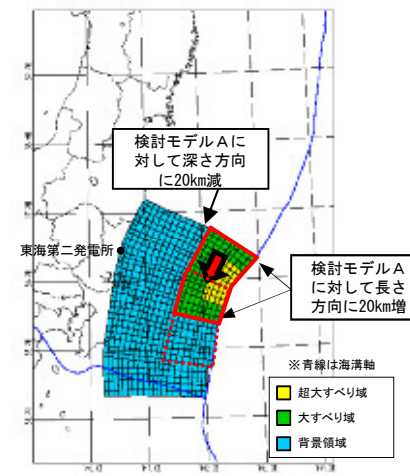 検討モデルAに
対して深さ方向
に20km減
東海第二発電所
検討モデルA
に対して長さ
方向に20km増
※青線は海溝軸
超大すべり域
大すべり域
背景領域